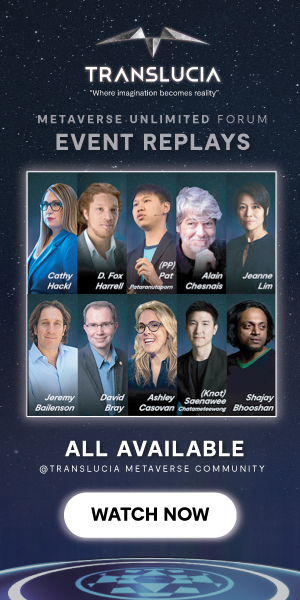 TRANSLUCIA
"Where imagination becomes reality"
METAVERSE UNLIMITED FORUM
EVENT REPLAYS
Cathy
Hackl
D. Fox
Harrell
(PP)
Pat
Pataranutaporn
Alain
Chesnais
Jeanne
Lim
Jeremy
Bailenson
David
Bray
Ashley
Casovan
(Knot)
Saenawee
Chatameteewong
Shajay
Bhooshan
ALL AVAILABLE
@TRANSLUCIA METAVERSE COMMUNITY
WATCH NOW